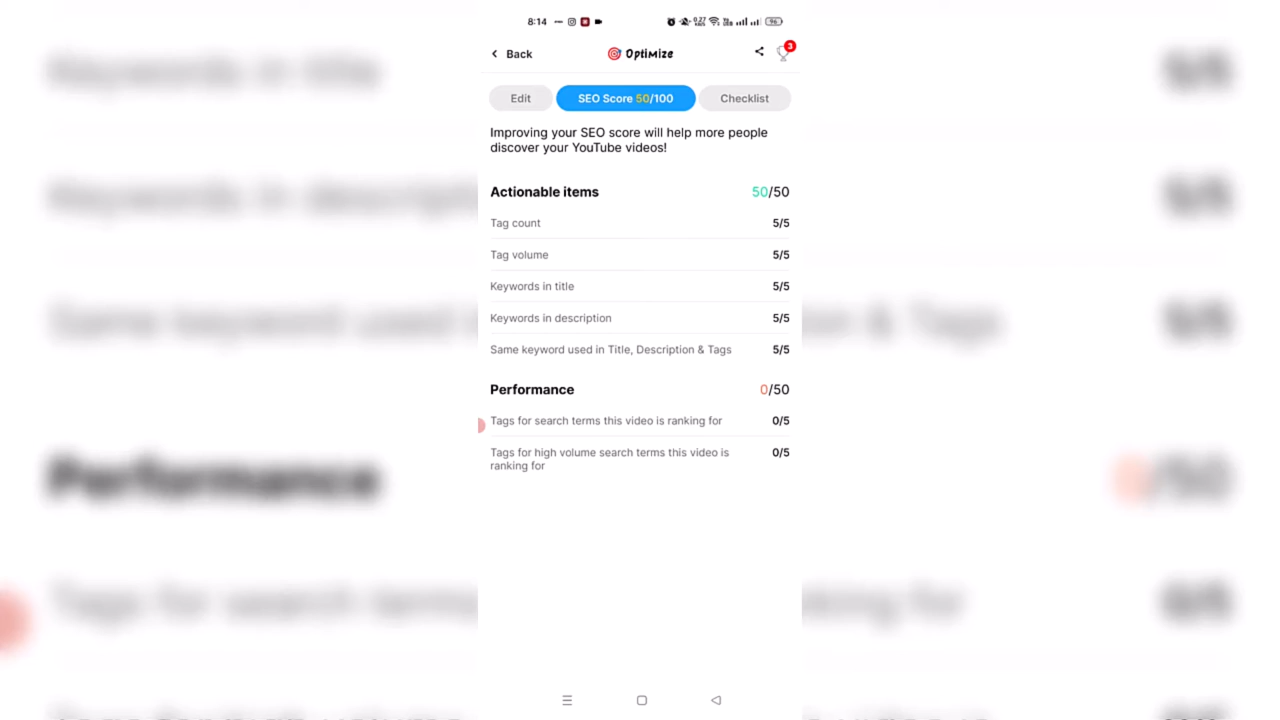 8:14
0.27
96
Back
Optimize
3
Edit
SEO Score 50/100
Checklist
Improving your SEO score will help more people
discover your YouTube videos!
Actionable items 50/50
Tag count 5/5
Tag volume 5/5
Keywords in title 5/5
Keywords in description 5/5
Same keyword used in Title, Description & Tags 5/5
Performance 0/50
Tags for search terms this video is ranking for 0/5
Tags for high volume search terms this video is 0/5
ranking for